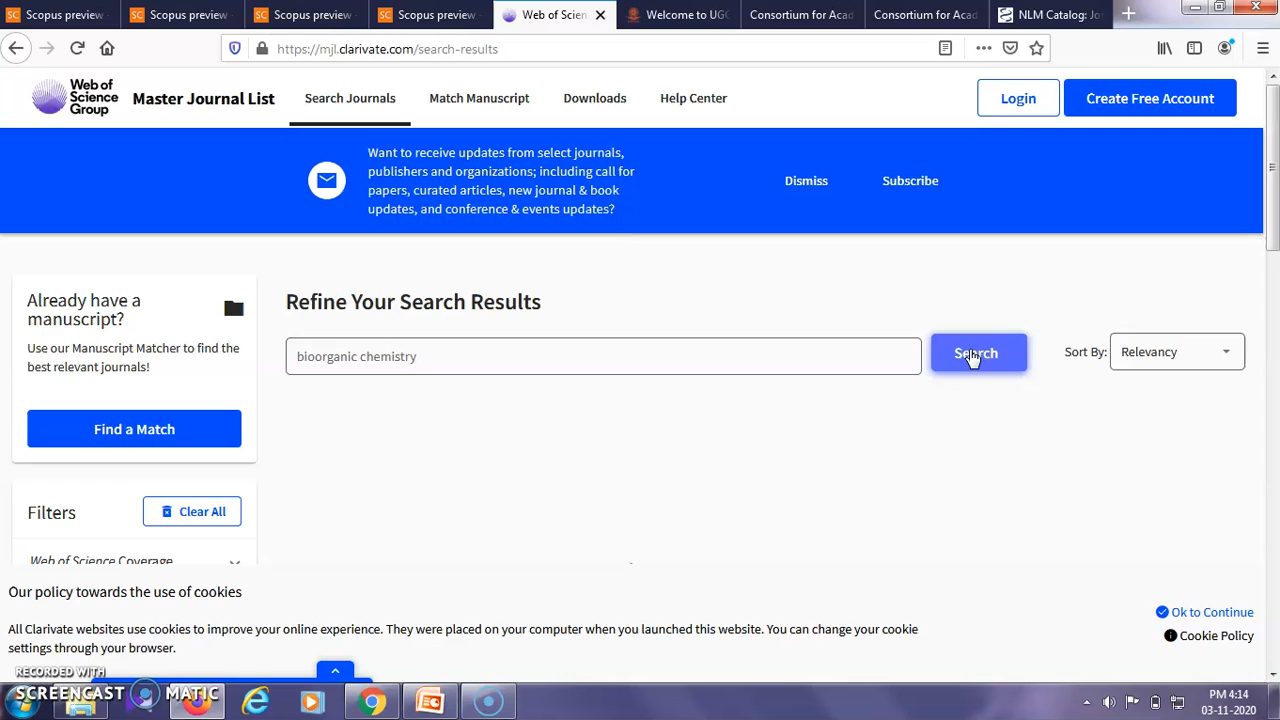 Scopus preview
Scopus preview
Scopus preview
Scopus preview
Web of Scien
Welcome to UGC
Consortium for Acad
Consortium for Acad
NLM Catalog: Jo
https://mjl.clarivate.com/search-results
Web of Science Group
Master Journal List
Search Journals
Match Manuscript
Downloads
Help Center
Login
Create Free Account
Want to receive updates from select journals,
publishers and organizations; including call for
papers, curated articles, new journal & book
updates, and conference & events updates?
Dismiss
Subscribe
Already have a
manuscript?
Use our Manuscript Matcher to find the
best relevant journals!
Find a Match
Refine Your Search Results
bioorganic chemistry
Search
Sort By:
Relevancy
Filters
Clear All
Web of Science Coverage
Our policy towards the use of cookies
All Clarivate websites use cookies to improve your online experience. They were placed on your computer when you launched this website. You can change your cookie
settings through your browser.
Ok to Continue
Cookie Policy
RECORDED WITH
SCREENCAST MATIC
PM 4:14
03-11-2020